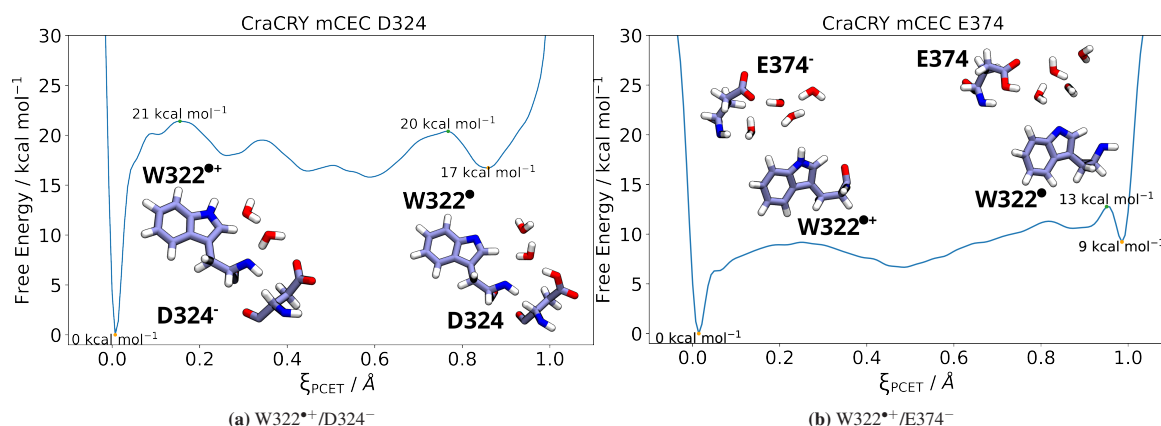 CraCRY mCEC D324
30
25
20
15
10
5
0
Free Energy / kcal mol⁻¹
21 kcal mol⁻¹
20 kcal mol⁻¹
17 kcal mol⁻¹
W322●+
W322●
D324⁻
D324
0 kcal mol⁻¹
0.0 0.2 0.4 0.6 0.8 1.0
ξPCET / Å
(a) W322●+/D324⁻
CraCRY mCEC E374
30
25
20
15
10
5
0
Free Energy / kcal mol⁻¹
E374⁻
E374
W322●+
W322●
13 kcal mol⁻¹
9 kcal mol⁻¹
0 kcal mol⁻¹
0.0 0.2 0.4 0.6 0.8 1.0
ξPCET / Å
(b) W322●+/E374⁻